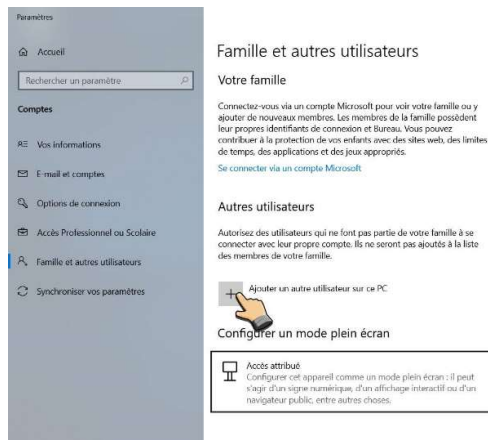 Paramètres
Accueil
Rechercher un paramètre
Comptes
Vos informations
E-mail et comptes
Options de connexion
Accès Professionnel ou Scolaire
Famille et autres utilisateurs
Synchroniser vos paramètres
Famille et autres utilisateurs
Votre famille
Connectez-vous via un compte Microsoft pour voir votre famille ou y
ajouter de nouveaux membres. Les membres de la famille possèdent
leur propres identifiants de connexion et Bureau. Vous pouvez
contribuer à la protection de vos enfants avec des sites web, des limites
de temps, des applications et des jeux appropriés.
Se connecter via un compte Microsoft
Autres utilisateurs
Autorisez des utilisateurs qui ne font pas partie de votre famille à se
connecter avec leur propre compte. Ils ne seront pas ajoutés à la liste
des membres de votre famille.
Ajouter un autre utilisateur sur ce PC
Configurer un mode plein écran
Accès attribué
Configurer cet appareil comme un mode plein écran : il peut
s'agir d'un signe numérique, d'un affichage interactif ou d'un
navigateur public, entre autres choses.